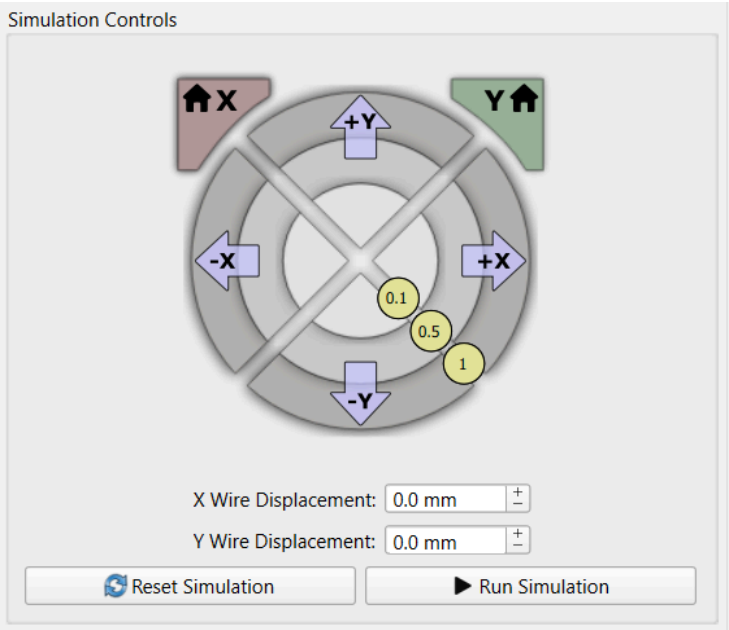 Simulation Controls
X
Y
+Y
-X
+X
0.1
0.5
1
-Y
X Wire Displacement: 0.0 mm
Y Wire Displacement: 0.0 mm
Reset Simulation
Run Simulation